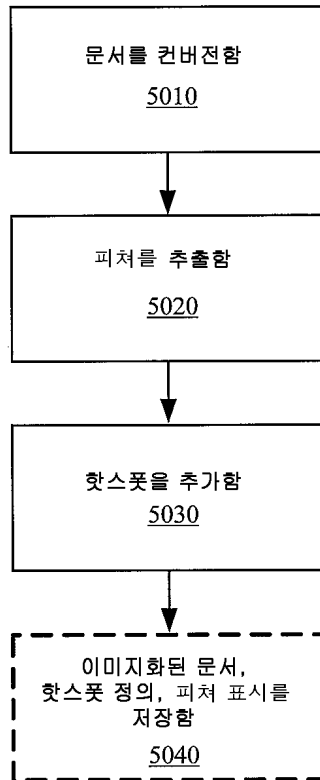 문서를 컨버전함
5010
피쳐를 추출함
5020
핫스폿을 추가함
5030
이미지화된 문서,
핫스폿 정의, 피쳐 표시를
저장함
5040